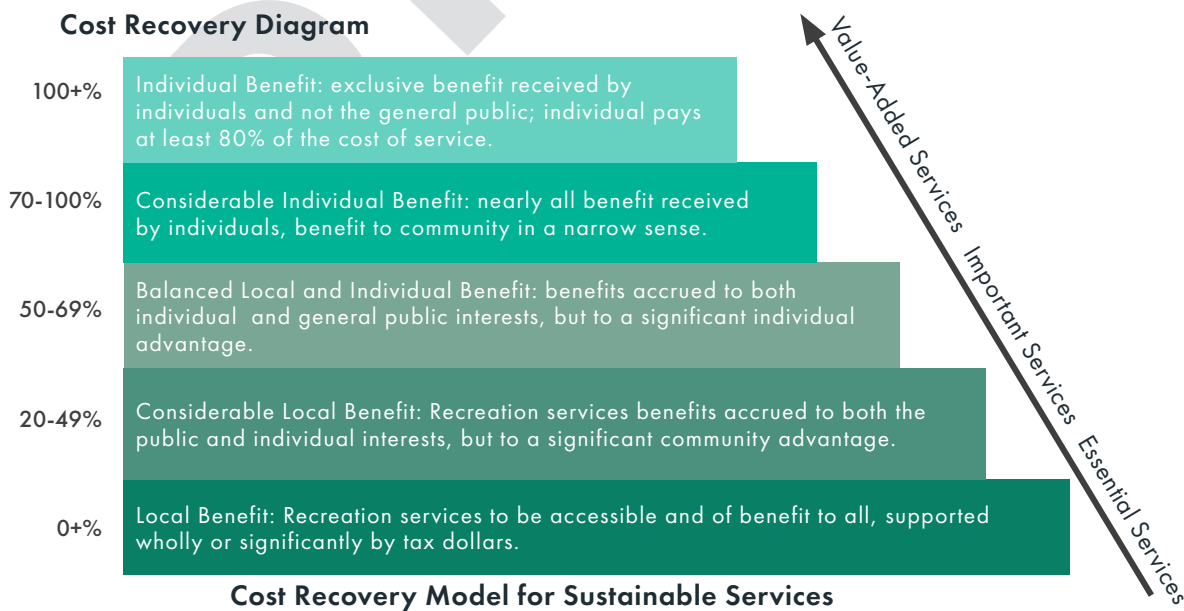 Cost Recovery Diagram
100+%
Individual Benefit: exclusive benefit received by
individuals and not the general public; individual pays
at least 80% of the cost of service.
70-100%
Considerable Individual Benefit: nearly all benefit received
by individuals, benefit to community in a narrow sense.
50-69%
Balanced Local and Individual Benefit: benefits accrued to both
individual and general public interests, but to a significant individual
advantage.
20-49%
Considerable Local Benefit: Recreation services benefits accrued to both the
public and individual interests, but to a significant community advantage.
0+%
Local Benefit: Recreation services to be accessible and of benefit to all, supported
wholly or significantly by tax dollars.
Value-Added Services Important Services Essential Services
Cost Recovery Model for Sustainable Services